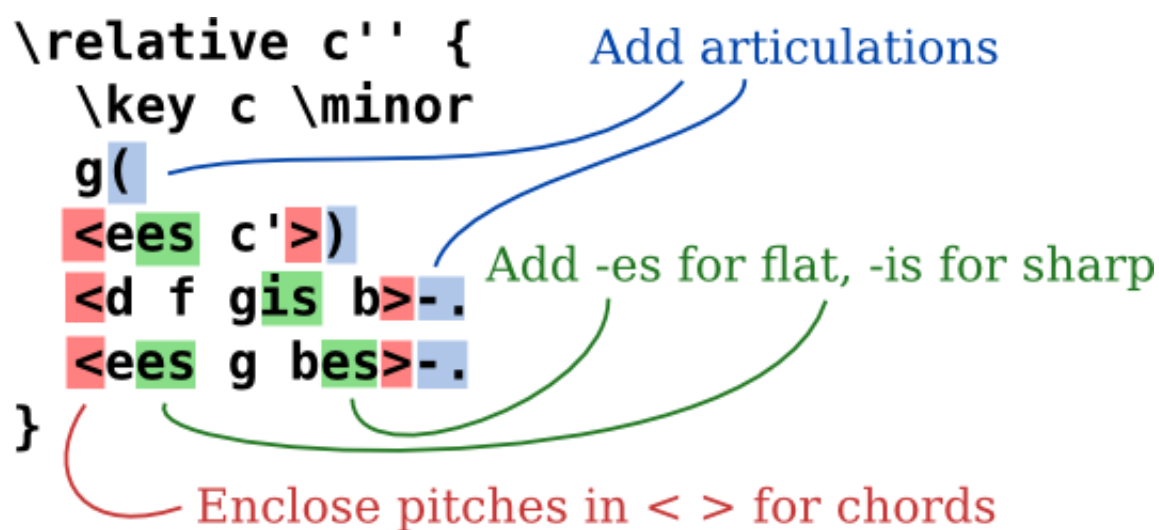 \relative c'' {
Add articulations
\key c \minor
g(
<ees c'>)
Add -es for flat, -is for sharp
<d f gis b>-.
<ees g bes>-.
}
Enclose pitches in < > for chords